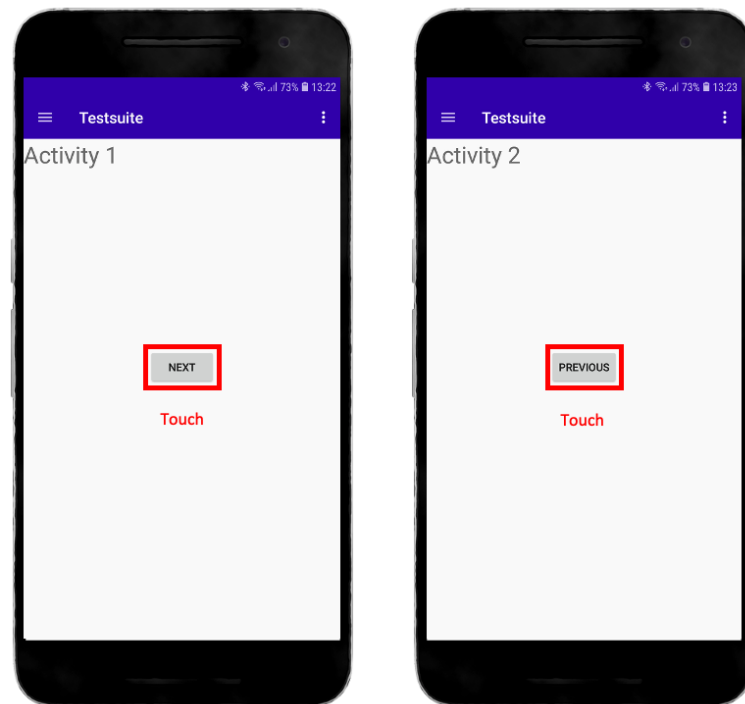 73% 13:22
Testsuite
Activity 1
NEXT
Touch
73% 13:23
Testsuite
Activity 2
PREVIOUS
Touch